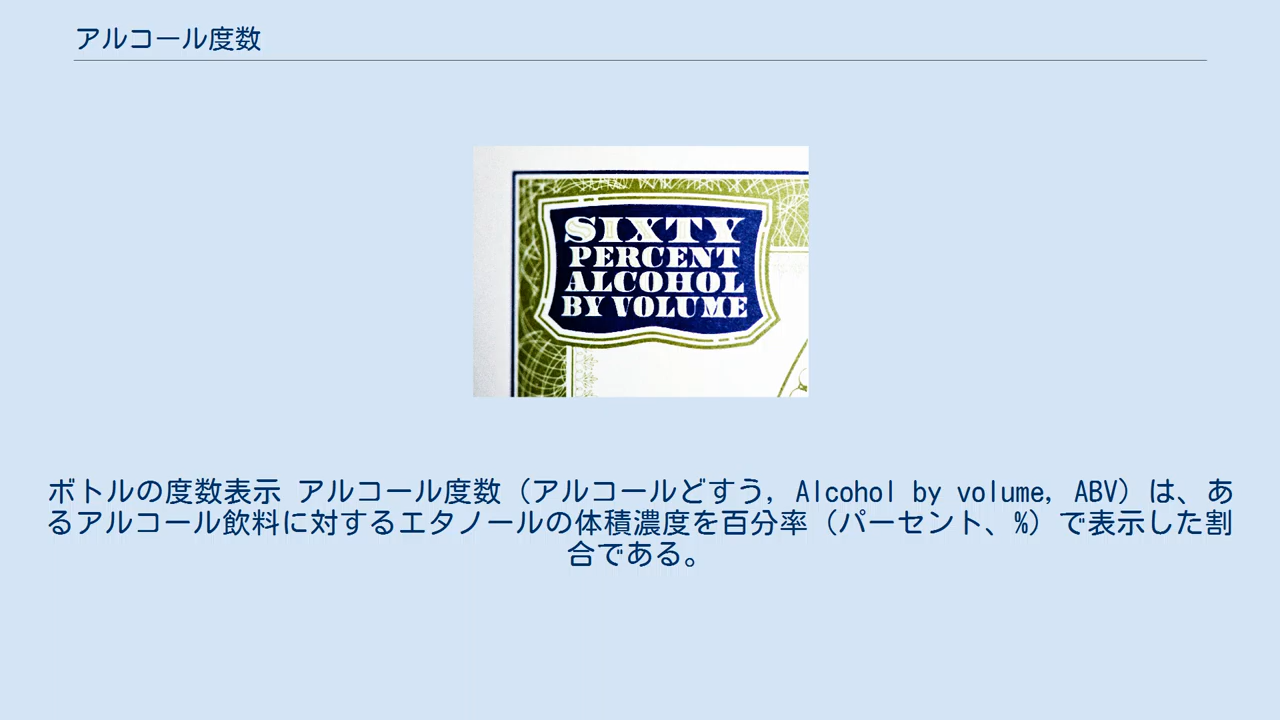 アルコール度数
SIXTY
PERCENT
ALCOHOL
BY VOLUME
ボトルの度数表示 アルコール度数（アルコールどすう, Alcohol by volume, ABV）は、あ
るアルコール飲料に対するエタノールの体積濃度を百分率（パーセント、%）で表示した割
合である。